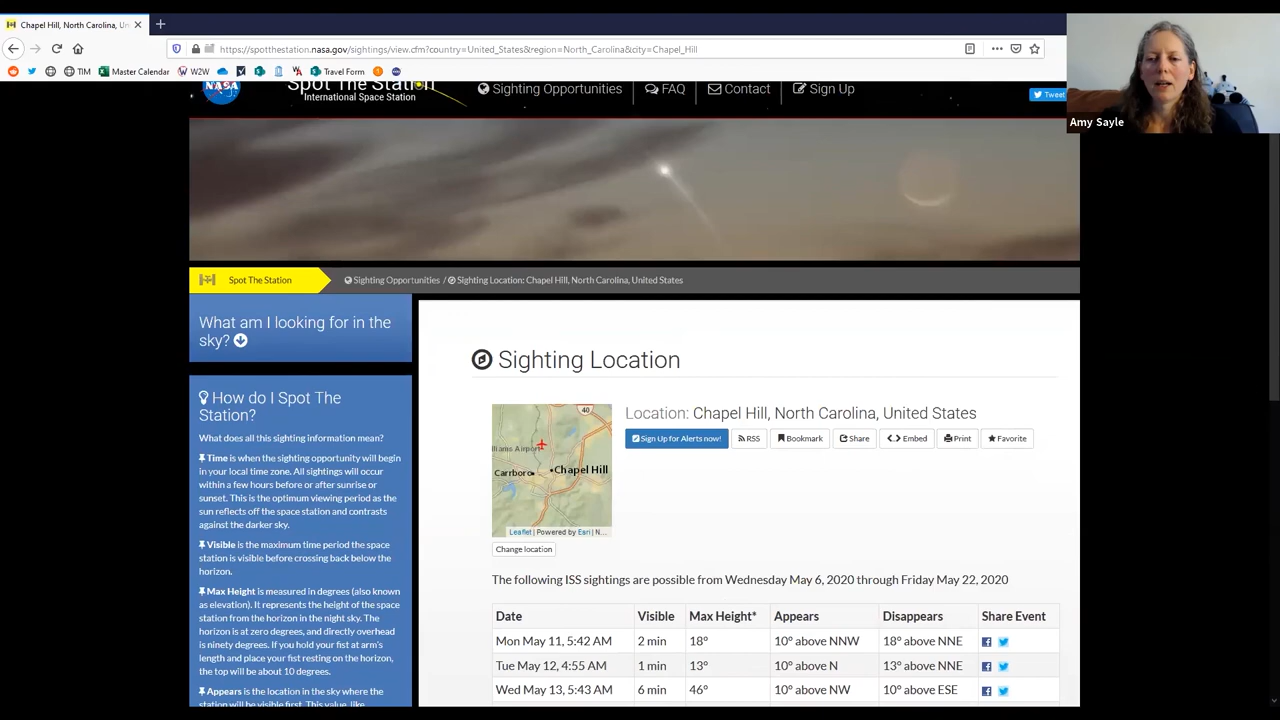 Chapel Hill, North Carolina, Un
https://spotthestation.nasa.gov/sightings/view.cfm?country=United_States&region=North_Carolina&city=Chapel_Hill
TIM Master Calendar W2W Travel Form
NASA
Spot The Station
International Space Station
Sighting Opportunities FAQ Contact Sign Up
Tweet
Amy Sayle
Spot The Station Sighting Opportunities / Sighting Location: Chapel Hill, North Carolina, United States
What am I looking for in the
sky?
How do I Spot The
Station?
What does all this sighting information mean?
Time is when the sighting opportunity will begin
in your local time zone. All sightings will occur
within a few hours before or after sunrise or
sunset. This is the optimum viewing period as the
sun reflects off the space station and contrasts
against the darker sky.
Visible is the maximum time period the space
station is visible before crossing back below the
horizon.
Max Height is measured in degrees (also known
as elevation). It represents the height of the space
station from the horizon in the night sky. The
horizon is at zero degrees, and directly overhead
is ninety degrees. If you hold your fist at arm's
length and place your fist resting on the horizon,
the top will be about 10 degrees.
Appears is the location in the sky where the
station will be visible first. This value, like
Sighting Location
Location: Chapel Hill, North Carolina, United States
Sign Up for Alerts now! RSS Bookmark Share Embed Print Favorite
40
lliams Airport
Carrboro Chapel Hill
Leaflet | Powered by Esri | N...
Change location
The following ISS sightings are possible from Wednesday May 6, 2020 through Friday May 22, 2020
Date Visible Max Height* Appears Disappears Share Event
Mon May 11, 5:42 AM 2 min 18° 10° above NNW 18° above NNE
Tue May 12, 4:55 AM 1 min 13° 10° above N 13° above NNE
Wed May 13, 5:43 AM 6 min 46° 10° above NW 10° above ESE